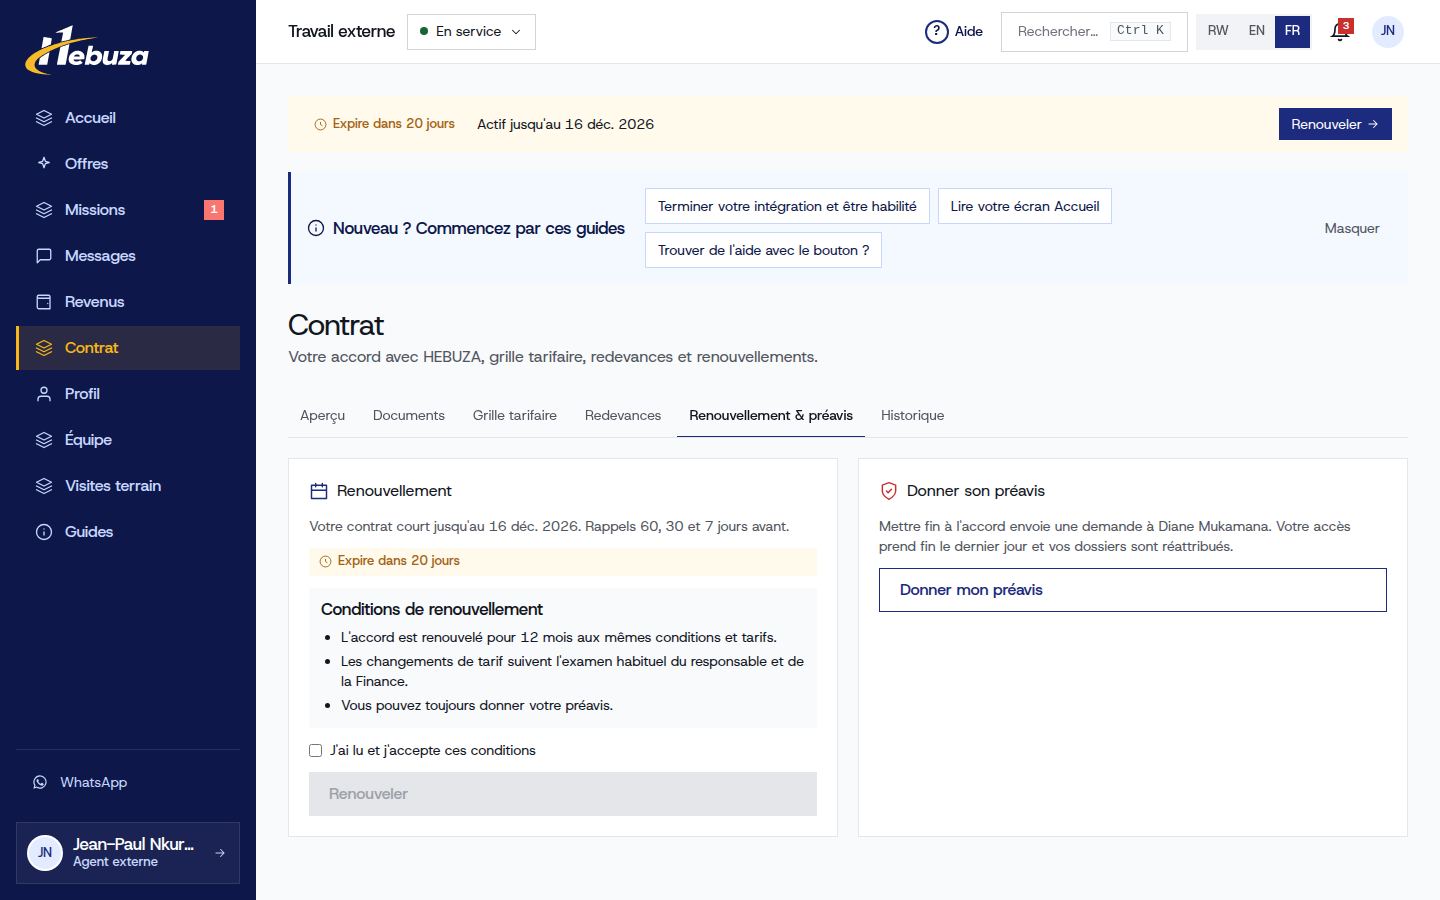 Hebuza
Accueil
Offres
Missions 1
Messages
Revenus
Contrat
Profil
Équipe
Visites terrain
Guides
WhatsApp
JN Jean-Paul Nkur…
Agent externe
Travail externe En service ? Aide Rechercher… Ctrl K RW EN FR 3 JN
Expire dans 20 jours Actif jusqu'au 16 déc. 2026 Renouveler →
Nouveau ? Commencez par ces guides
Terminer votre intégration et être habilité Lire votre écran Accueil
Trouver de l'aide avec le bouton ?
Masquer
Contrat
Votre accord avec HEBUZA, grille tarifaire, redevances et renouvellements.
Aperçu Documents Grille tarifaire Redevances Renouvellement & préavis Historique
Renouvellement
Votre contrat court jusqu'au 16 déc. 2026. Rappels 60, 30 et 7 jours avant.
Expire dans 20 jours
Conditions de renouvellement
• L'accord est renouvelé pour 12 mois aux mêmes conditions et tarifs.
• Les changements de tarif suivent l'examen habituel du responsable et de
la Finance.
• Vous pouvez toujours donner votre préavis.
J'ai lu et j'accepte ces conditions
Renouveler
Donner son préavis
Mettre fin à l'accord envoie une demande à Diane Mukamana. Votre accès
prend fin le dernier jour et vos dossiers sont réattribués.
Donner mon préavis